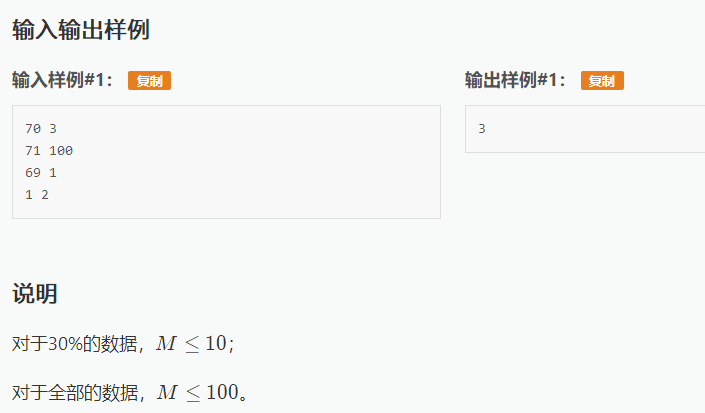 输入输出样例
输入样例#1： 复制
70 3
71 100
69 1
1 2
输出样例#1： 复制
3
说明
对于30%的数据，M ≤ 10；
对于全部的数据，M ≤ 100。